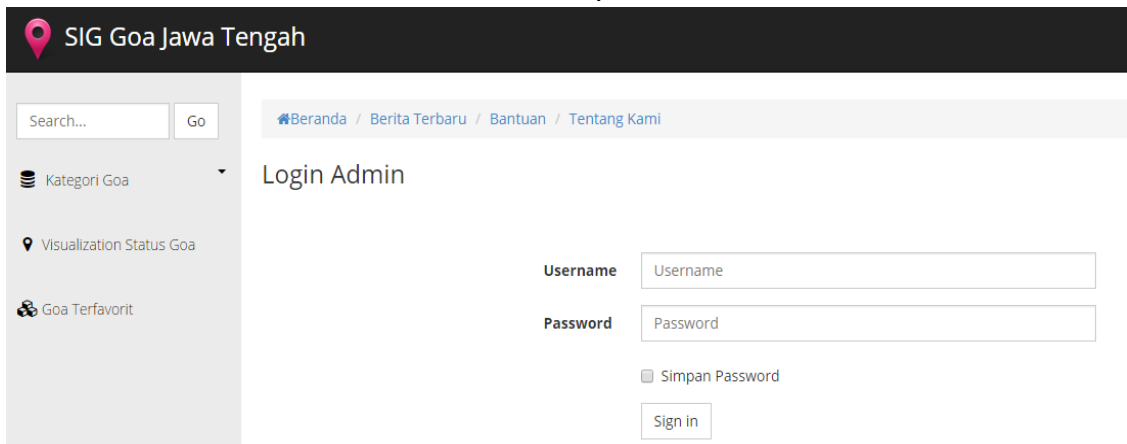 SIG Goa Jawa Tengah
Search... Go
Beranda / Berita Terbaru / Bantuan / Tentang Kami
Kategori Goa
Login Admin
Visualization Status Goa
Username Username
Goa Terfavorit
Password Password
Simpan Password
Sign in